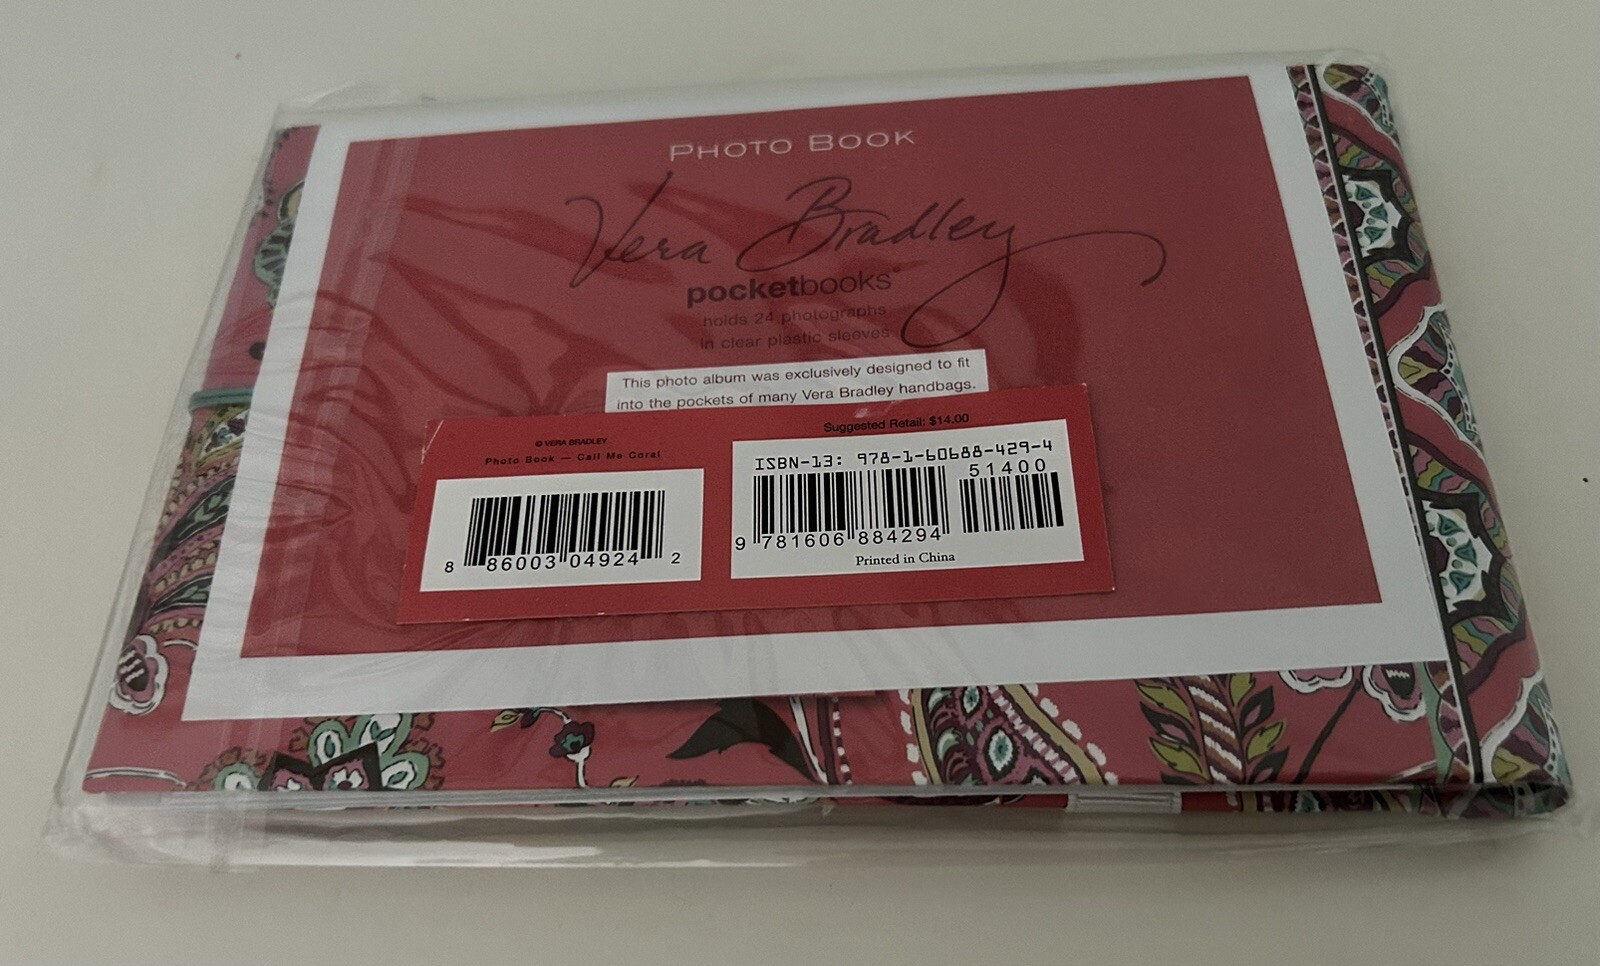 PHOTO BOOK
Vera Bradley
pocketbooks®
holds 24 photographs
in clear plastic sleeves
This photo album was exclusively designed to fit
into the pockets of many Vera Bradley handbags.
© VERA BRADLEY
Photo Book — Call Me Coral
8 86003 04924 2
Suggested Retail: $14.00
ISBN-13: 978-1-60688-429-4
51400
9 781606 884294
Printed in China